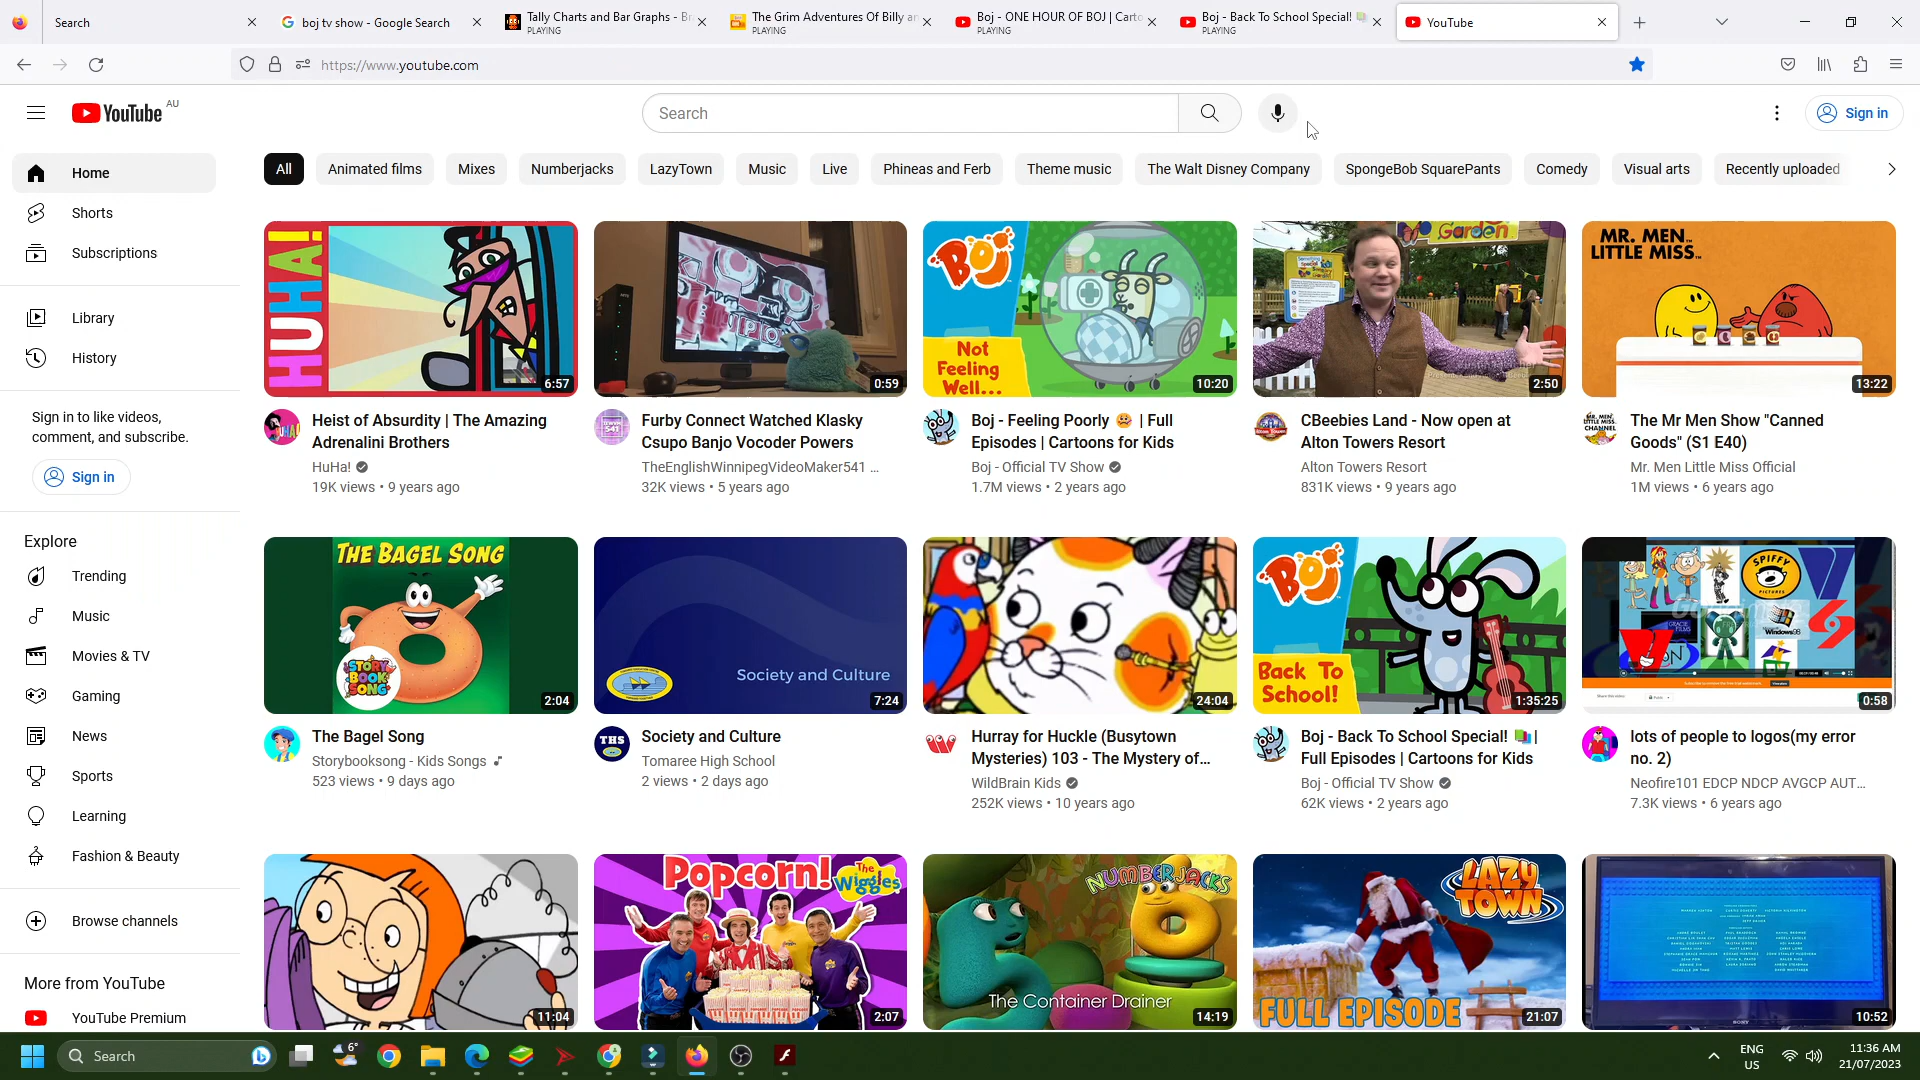 Search
boj tv show - Google Search
Tally Charts and Bar Graphs - Br
PLAYING
The Grim Adventures Of Billy an
PLAYING
Boj - ONE HOUR OF BOJ | Carto
PLAYING
Boj - Back To School Special!
PLAYING
YouTube
https://www.youtube.com
YouTube AU
Search
Sign in
Home
Shorts
Subscriptions
Library
History
Sign in to like videos,
comment, and subscribe.
Sign in
Explore
Trending
Music
Movies & TV
Gaming
News
Sports
Learning
Fashion & Beauty
Browse channels
More from YouTube
YouTube Premium
All
Animated films
Mixes
Numberjacks
LazyTown
Music
Live
Phineas and Ferb
Theme music
The Walt Disney Company
SpongeBob SquarePants
Comedy
Visual arts
Recently uploaded
HUHA!
6:57
Heist of Absurdity | The Amazing
Adrenalini Brothers
HuHa!
19K views • 9 years ago
0:59
Furby Connect Watched Klasky
Csupo Banjo Vocoder Powers
TheEnglishWinnipegVideoMaker541 ...
32K views • 5 years ago
BOJ
Not
Feeling
Well...
10:20
Boj - Feeling Poorly 🤒 | Full
Episodes | Cartoons for Kids
Boj - Official TV Show
1.7M views • 2 years ago
Garden
2:50
CBeebies Land - Now open at
Alton Towers Resort
Alton Towers Resort
831K views • 9 years ago
MR. MEN™
LITTLE MISS™
13:22
The Mr Men Show "Canned
Goods" (S1 E40)
Mr. Men Little Miss Official
1M views • 6 years ago
THE BAGEL SONG
STORY
BOOK
SONG
2:04
The Bagel Song
Storybooksong - Kids Songs
523 views • 9 days ago
Society and Culture
7:24
THS
Society and Culture
Tomaree High School
2 views • 2 days ago
24:04
Hurray for Huckle (Busytown
Mysteries) 103 - The Mystery of...
WildBrain Kids
252K views • 10 years ago
BOJ
Back To
School!
1:35:25
Boj - Back To School Special! 📚|
Full Episodes | Cartoons for Kids
Boj - Official TV Show
62K views • 2 years ago
SPIFFY
PICTURES
GRACIE
FILMS
Windows98
0:58
lots of people to logos(my error
no. 2)
Neofire101 EDCP NDCP AVGCP AUT...
7.3K views • 6 years ago
11:04
Popcorn!
The
Wiggles
2:07
NUMBERJACKS
The Container Drainer
14:19
LAZY
TOWN
FULL EPISODE
21:07
SONY
10:52
Search
6°
ENG
US
11:36 AM
21/07/2023